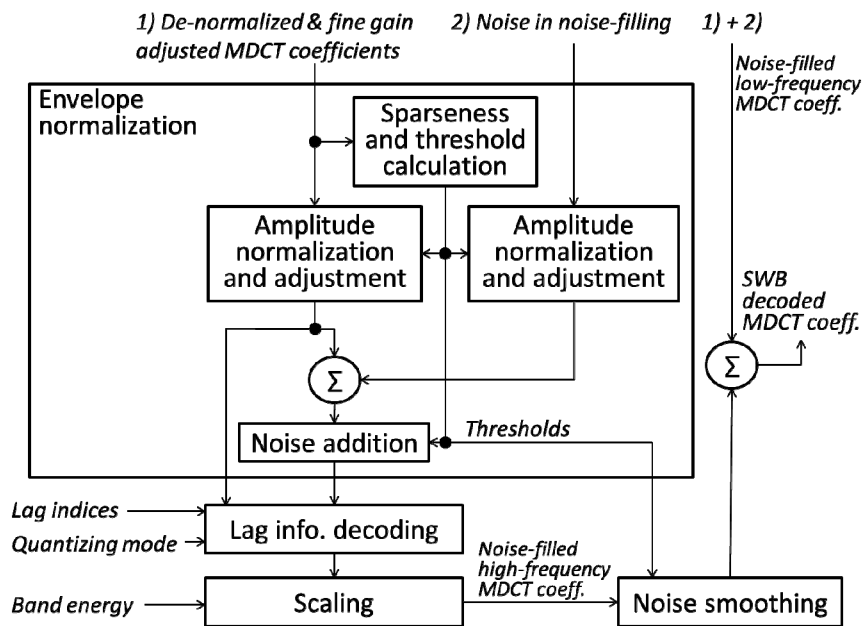 1) De-normalized & fine gain
adjusted MDCT coefficients
2) Noise in noise-filling
1) + 2)
Noise-filled
low-frequency
MDCT coeff.
Envelope
normalization
Sparseness
and threshold
calculation
Amplitude
normalization
and adjustment
Amplitude
normalization
and adjustment
SWB
decoded
MDCT coeff.
Σ
Σ
Noise addition
Thresholds
Lag indices
Quantizing mode
Lag info. decoding
Noise-filled
high-frequency
MDCT coeff.
Band energy
Scaling
Noise smoothing